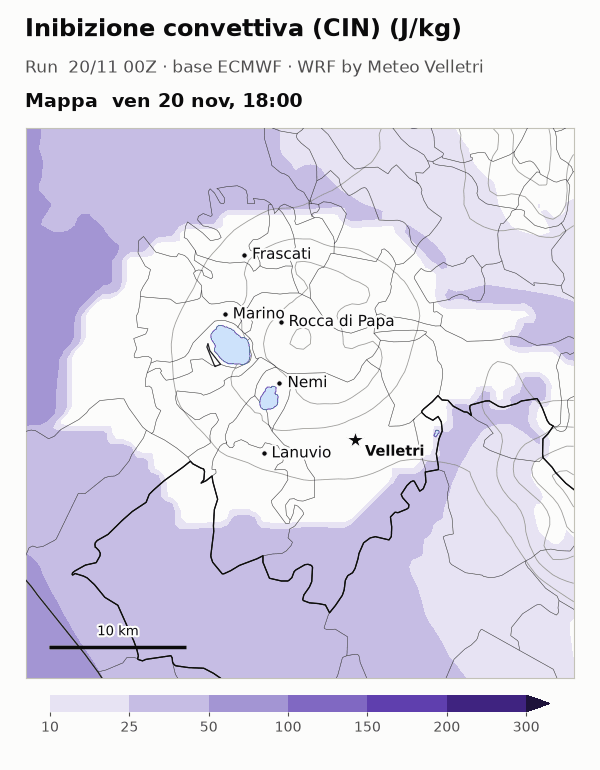 Inibizione convettiva (CIN) (J/kg)
Run  20/11 00Z · base ECMWF · WRF by Meteo Velletri
Mappa  ven 20 nov, 18:00
Frascati
Marino
Rocca di Papa
Nemi
Velletri
Lanuvio
10 km
10 25 50 100 150 200 300